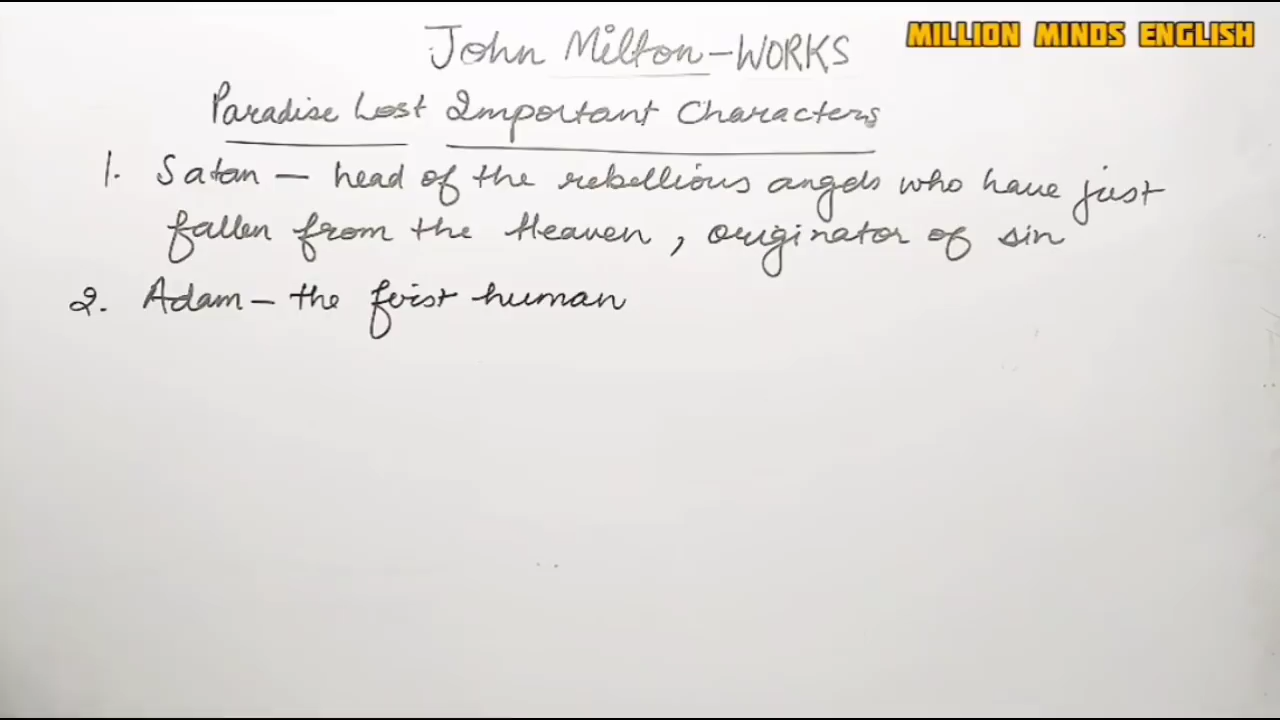 MILLION MINDS ENGLISH
John Milton-WORKS
Paradise Lost Important Characters
1. Satan - head of the rebellious angels who have just
fallen from the Heaven, originator of sin
2. Adam - the first human